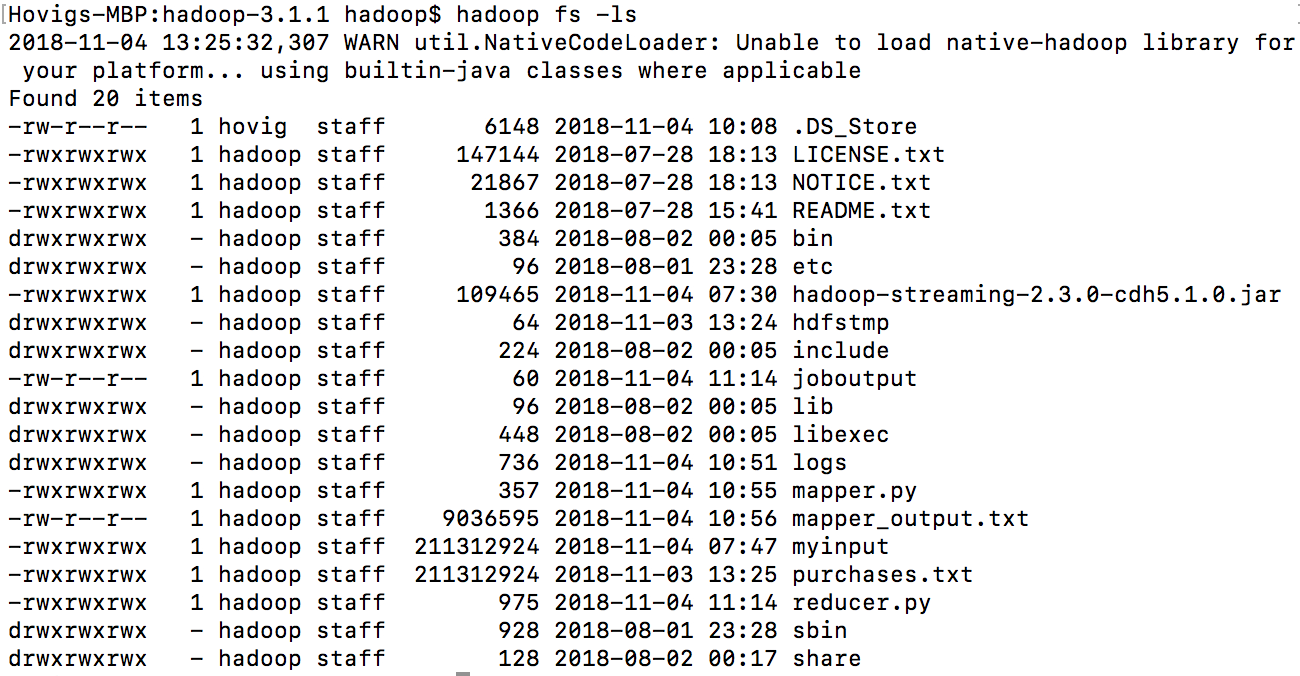 [Hovigs-MBP:hadoop-3.1.1 hadoop$ hadoop fs -ls
2018-11-04 13:25:32,307 WARN util.NativeCodeLoader: Unable to load native-hadoop library for
 your platform... using builtin-java classes where applicable
Found 20 items
-rw-r--r--   1 hovig  staff       6148 2018-11-04 10:08 .DS_Store
-rwxrwxrwx   1 hadoop staff     147144 2018-07-28 18:13 LICENSE.txt
-rwxrwxrwx   1 hadoop staff      21867 2018-07-28 18:13 NOTICE.txt
-rwxrwxrwx   1 hadoop staff       1366 2018-07-28 15:41 README.txt
drwxrwxrwx   - hadoop staff        384 2018-08-02 00:05 bin
drwxrwxrwx   - hadoop staff         96 2018-08-01 23:28 etc
-rwxrwxrwx   1 hadoop staff     109465 2018-11-04 07:30 hadoop-streaming-2.3.0-cdh5.1.0.jar
drwxrwxrwx   - hadoop staff         64 2018-11-03 13:24 hdfstmp
drwxrwxrwx   - hadoop staff        224 2018-08-02 00:05 include
-rw-r--r--   1 hadoop staff         60 2018-11-04 11:14 joboutput
drwxrwxrwx   - hadoop staff         96 2018-08-02 00:05 lib
drwxrwxrwx   - hadoop staff        448 2018-08-02 00:05 libexec
drwxrwxrwx   - hadoop staff        736 2018-11-04 10:51 logs
-rwxrwxrwx   1 hadoop staff        357 2018-11-04 10:55 mapper.py
-rw-r--r--   1 hadoop staff    9036595 2018-11-04 10:56 mapper_output.txt
-rwxrwxrwx   1 hadoop staff  211312924 2018-11-04 07:47 myinput
-rwxrwxrwx   1 hadoop staff  211312924 2018-11-03 13:25 purchases.txt
-rwxrwxrwx   1 hadoop staff        975 2018-11-04 11:14 reducer.py
drwxrwxrwx   - hadoop staff        928 2018-08-01 23:28 sbin
drwxrwxrwx   - hadoop staff        128 2018-08-02 00:17 share